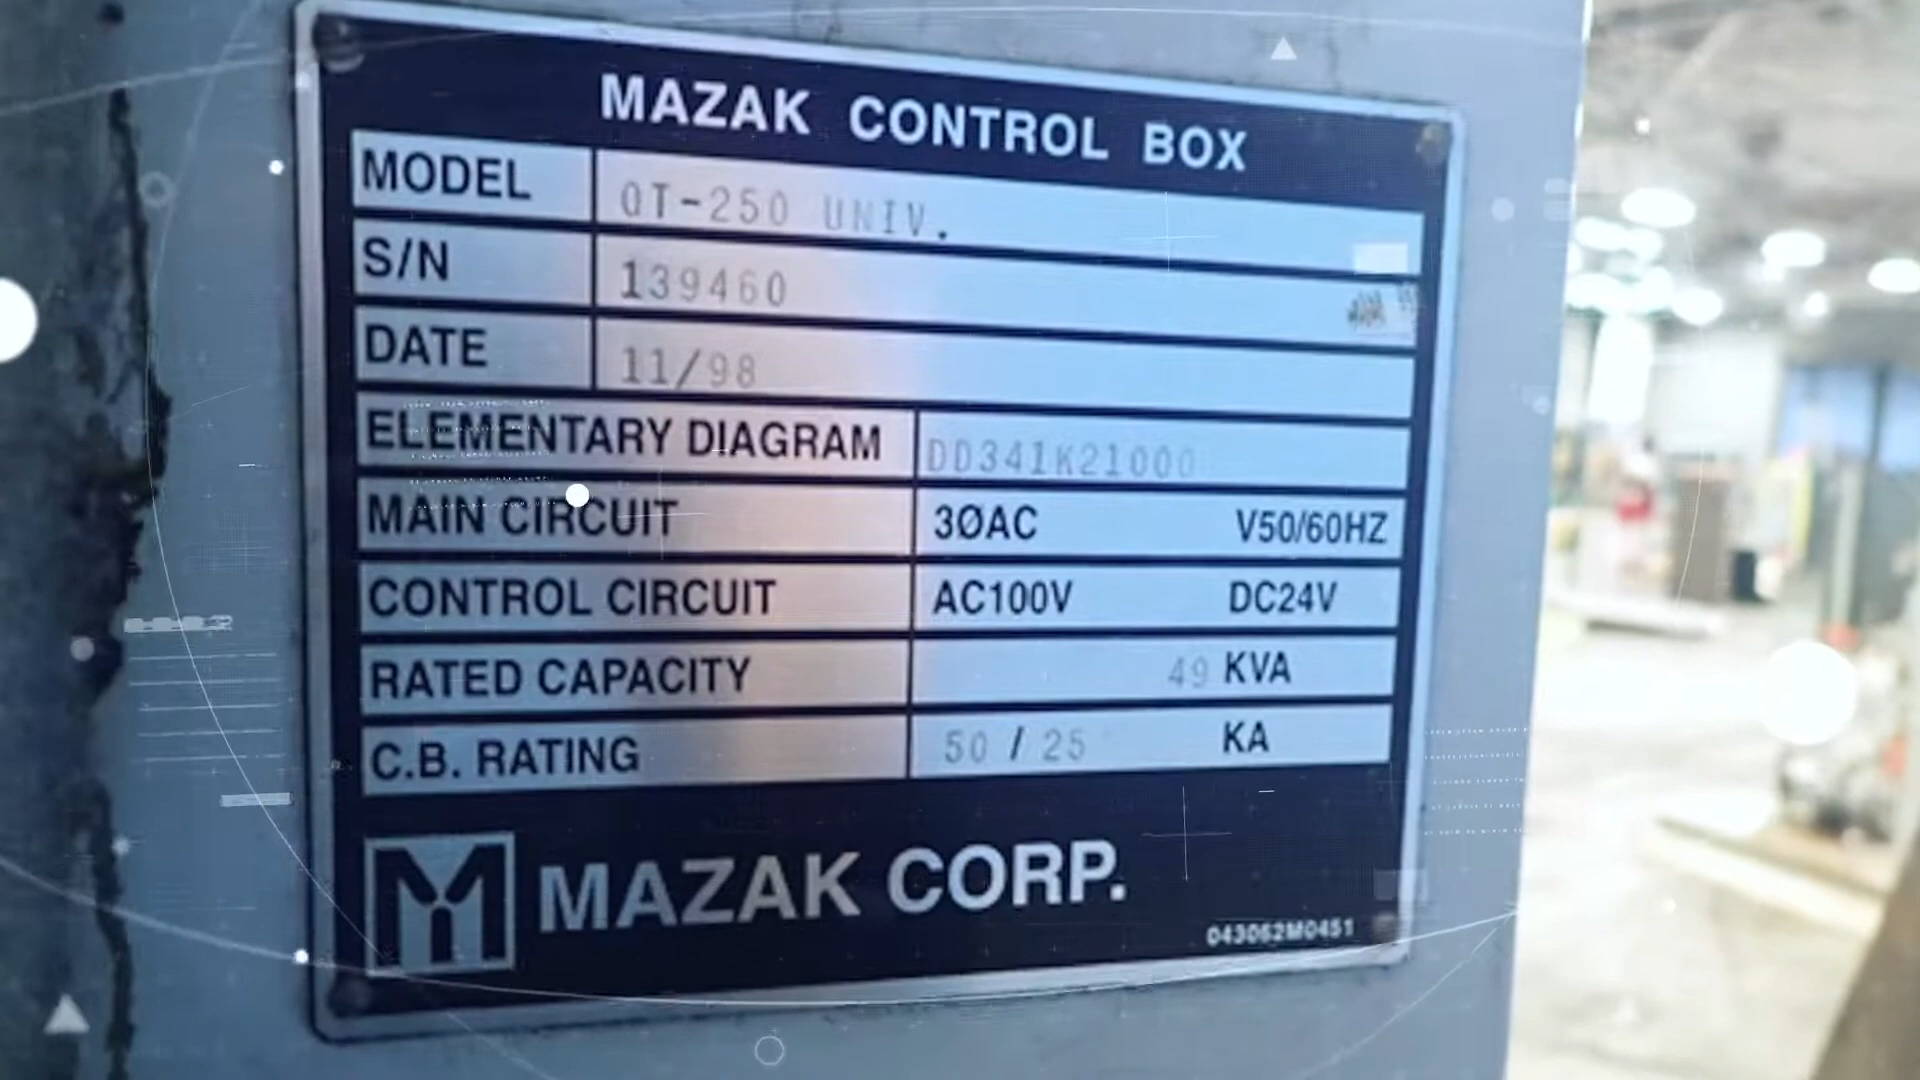 MAZAK CONTROL BOX
MODEL QT-250 UNIV.
S/N 139460
DATE 11/98
ELEMENTARY DIAGRAM DD341K21000
MAIN CIRCUIT 3ØAC V50/60HZ
CONTROL CIRCUIT AC100V DC24V
RATED CAPACITY 49 KVA
C.B. RATING 50 / 25 KA
M MAZAK CORP.
043062M0451